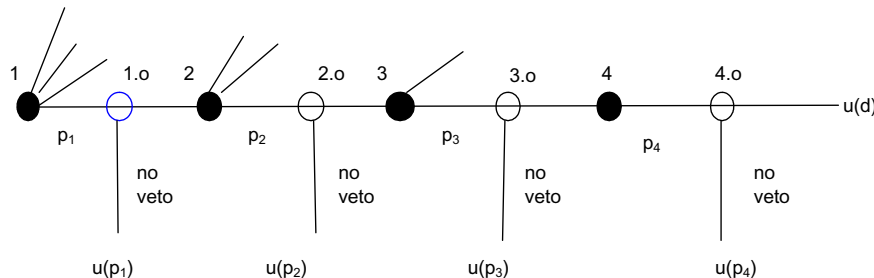 1 1.o 2 2.o 3 3.o 4 4.o
u(d)
p₁ p₂ p₃ p₄
no no no no
veto veto veto veto
u(p₁) u(p₂) u(p₃) u(p₄)